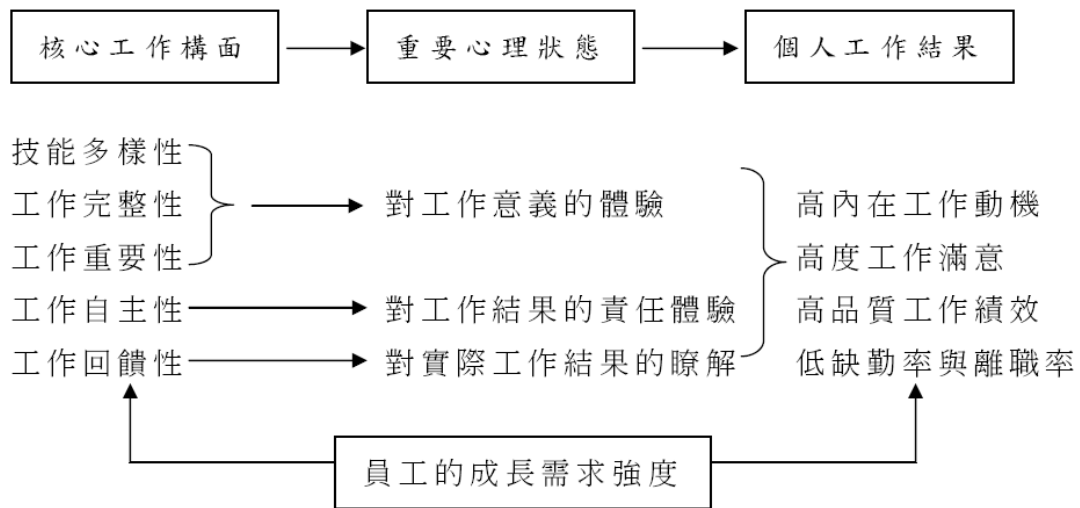 核心工作構面 重要心理狀態 個人工作結果
技能多樣性
工作完整性 對工作意義的體驗 高內在工作動機
工作重要性 高度工作滿意
工作自主性 對工作結果的責任體驗 高品質工作績效
工作回饋性 對實際工作結果的瞭解 低缺勤率與離職率
員工的成長需求強度